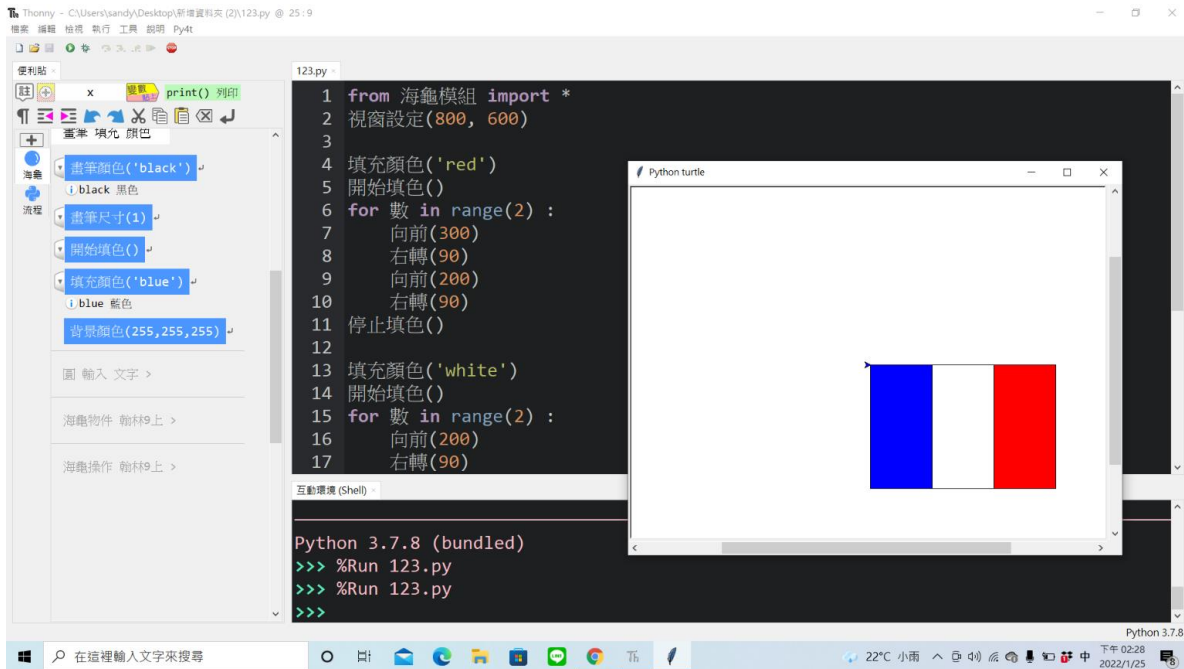 Thonny - C:\Users\sandy\Desktop\新增資料夾 (2)\123.py @ 25 : 9
檔案 編輯 檢視 執行 工具 說明 Py4t
便利貼
註 x 變數 貼上 print() 列印
畫筆 填充 顏色
海龜
流程
畫筆顏色('black')
black 黑色
畫筆尺寸(1)
開始填色()
填充顏色('blue')
blue 藍色
背景顏色(255,255,255)
圓 輸入 文字 >
海龜物件 翰林9上 >
海龜操作 翰林9上 >
123.py
1 from 海龜模組 import *
2 視窗設定(800, 600)
3
4 填充顏色('red')
5 開始填色()
6 for 數 in range(2) :
7 向前(300)
8 右轉(90)
9 向前(200)
10 右轉(90)
11 停止填色()
12
13 填充顏色('white')
14 開始填色()
15 for 數 in range(2) :
16 向前(200)
17 右轉(90)
Python turtle
互動環境 (Shell)
Python 3.7.8 (bundled)
>>> %Run 123.py
>>> %Run 123.py
>>>
Python 3.7.8
在這裡輸入文字來搜尋
22°C 小雨
中
下午 02:28
2022/1/25
8